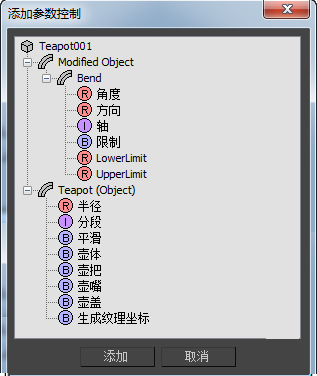 添加参数控制
Teapot001
Modified Object
Bend
R 角度
R 方向
I 轴
B 限制
R LowerLimit
R UpperLimit
Teapot (Object)
R 半径
I 分段
B 平滑
B 壶体
B 壶把
B 壶嘴
B 壶盖
B 生成纹理坐标
添加 取消